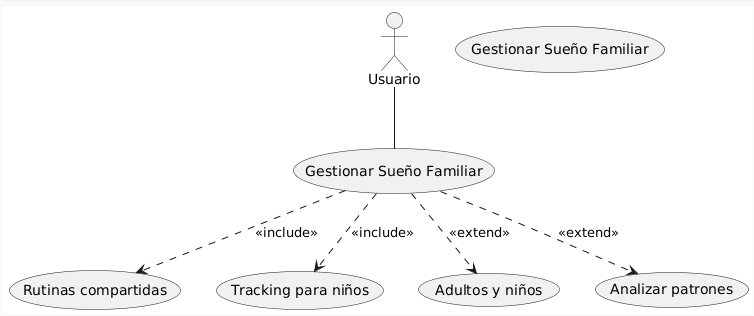 Gestionar Sueño Familiar
Usuario
Gestionar Sueño Familiar
«include»
«include»
«extend»
«extend»
Rutinas compartidas
Tracking para niños
Adultos y niños
Analizar patrones